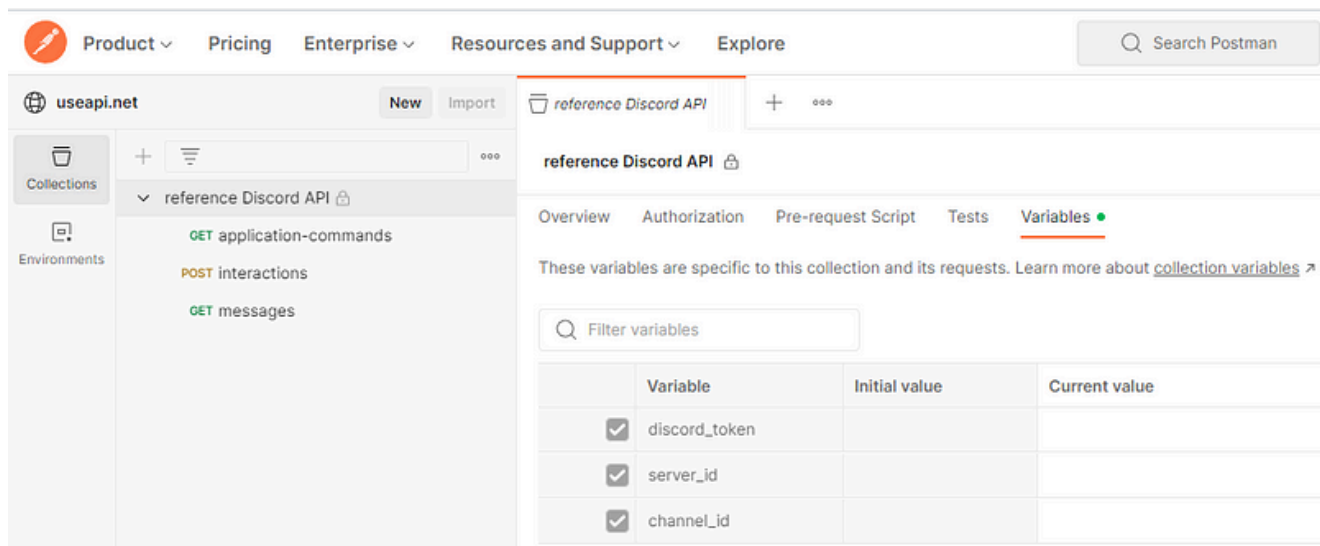 Product Pricing Enterprise Resources and Support Explore Search Postman
useapi.net New Import
reference Discord API
Collections
Environments
reference Discord API
GET application-commands
POST interactions
GET messages
reference Discord API
Overview Authorization Pre-request Script Tests Variables
These variables are specific to this collection and its requests. Learn more about collection variables ↗
Filter variables
Variable Initial value Current value
discord_token
server_id
channel_id